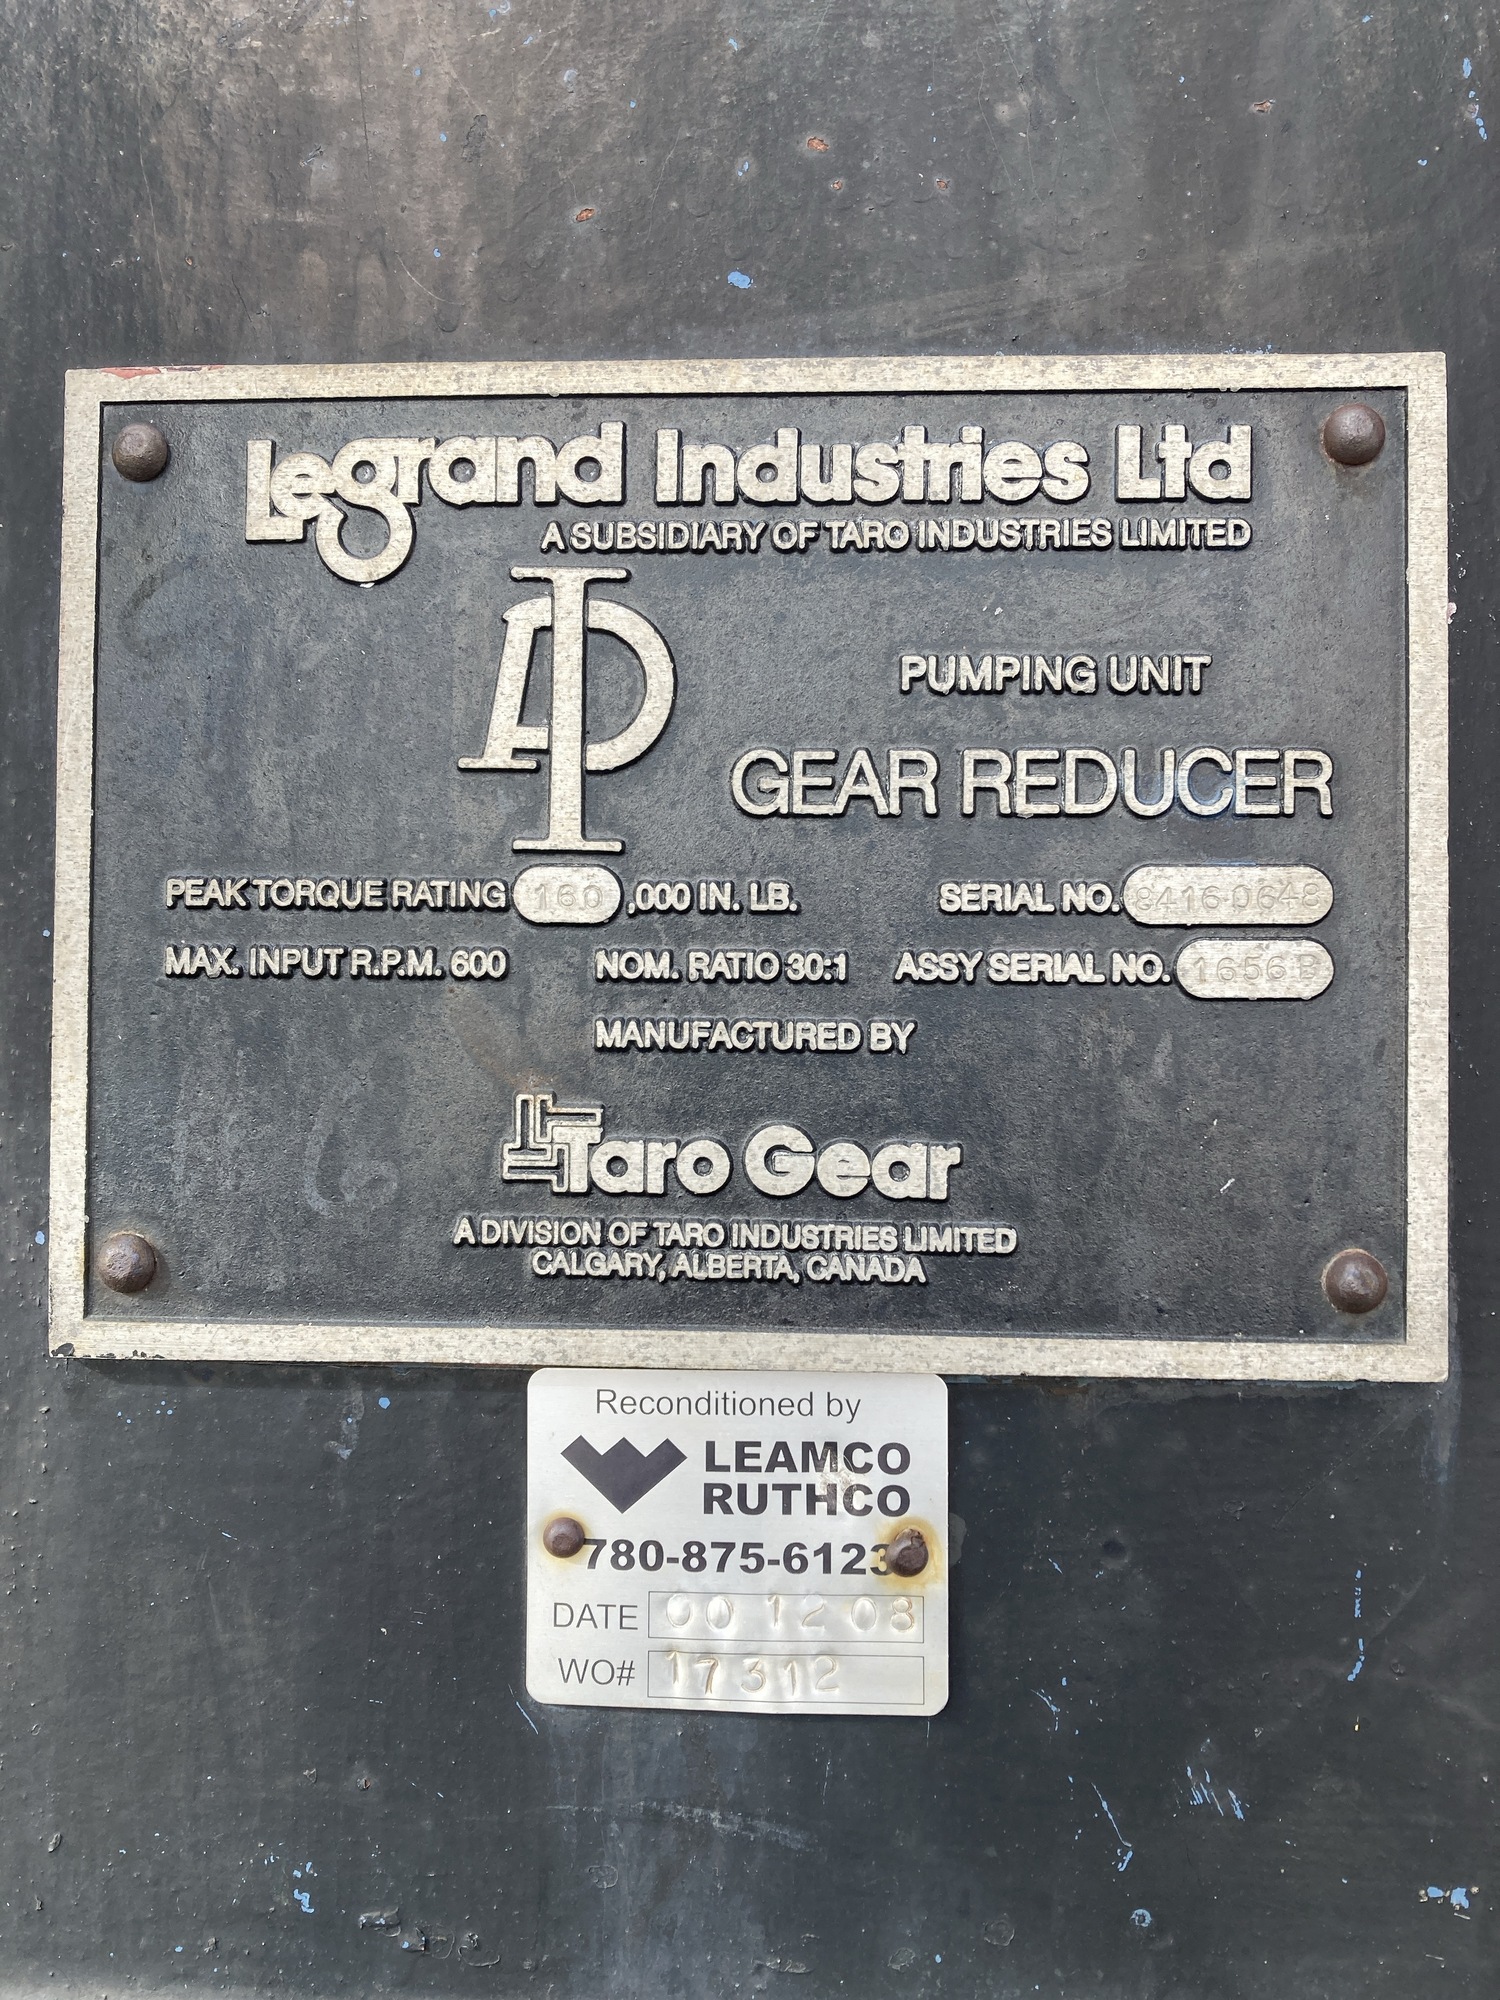 Legrand Industries Ltd
A SUBSIDIARY OF TARO INDUSTRIES LIMITED
API
PUMPING UNIT
GEAR REDUCER
PEAK TORQUE RATING 160,000 IN. LB. SERIAL NO. 8416D648
MAX. INPUT R.P.M. 600 NOM. RATIO 30:1 ASSY SERIAL NO. 1656B
MANUFACTURED BY
Taro Gear
A DIVISION OF TARO INDUSTRIES LIMITED
CALGARY, ALBERTA, CANADA
Reconditioned by
LEAMCO
RUTHCO
780-875-6123
DATE 00 12 08
WO# 17312